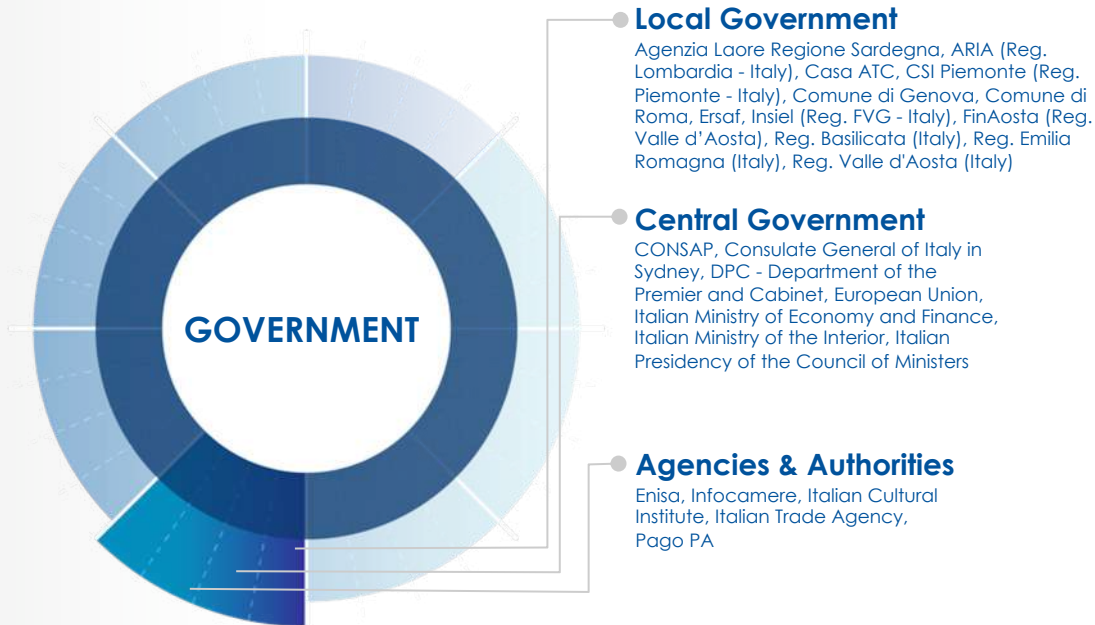 GOVERNMENT
Local Government
Agenzia Laore Regione Sardegna, ARIA (Reg.
Lombardia - Italy), Casa ATC, CSI Piemonte (Reg.
Piemonte - Italy), Comune di Genova, Comune di
Roma, Ersaf, Insiel (Reg. FVG - Italy), FinAosta (Reg.
Valle d’Aosta), Reg. Basilicata (Italy), Reg. Emilia
Romagna (Italy), Reg. Valle d'Aosta (Italy)
Central Government
CONSAP, Consulate General of Italy in
Sydney, DPC - Department of the
Premier and Cabinet, European Union,
Italian Ministry of Economy and Finance,
Italian Ministry of the Interior, Italian
Presidency of the Council of Ministers
Agencies & Authorities
Enisa, Infocamere, Italian Cultural
Institute, Italian Trade Agency,
Pago PA